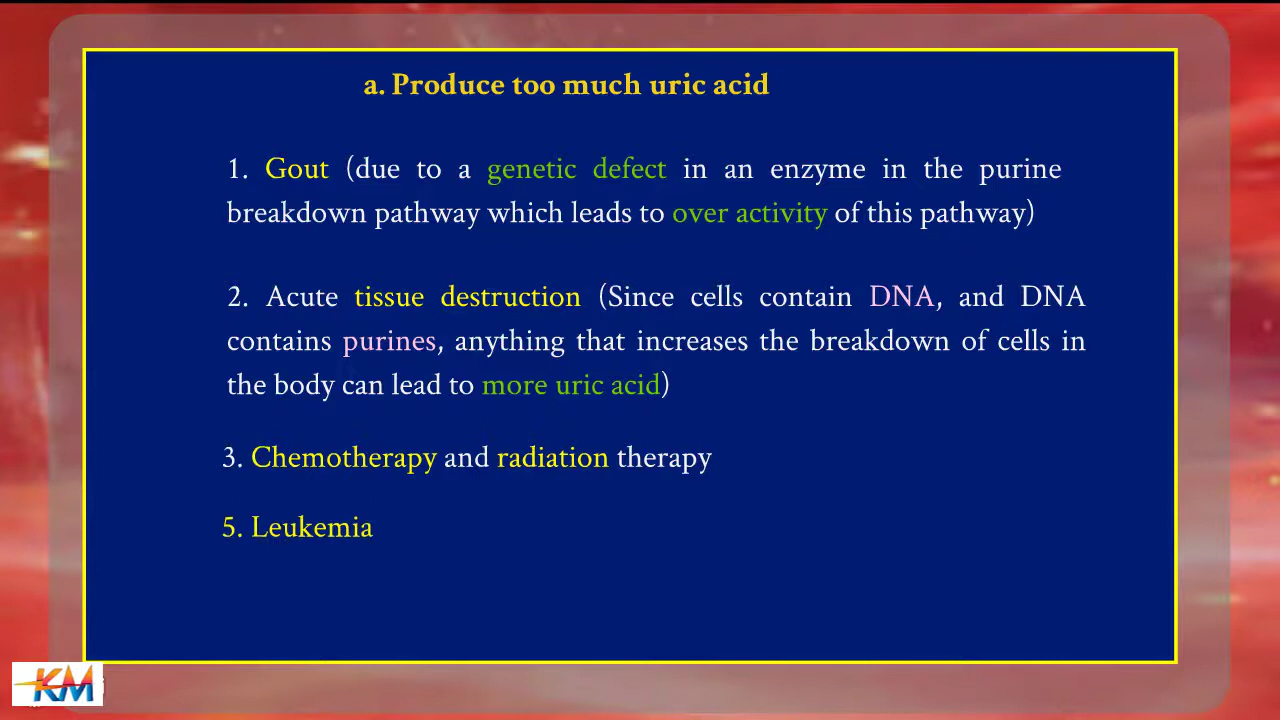 a. Produce too much uric acid
1. Gout (due to a genetic defect in an enzyme in the purine
breakdown pathway which leads to over activity of this pathway)
2. Acute tissue destruction (Since cells contain DNA, and DNA
contains purines, anything that increases the breakdown of cells in
the body can lead to more uric acid)
3. Chemotherapy and radiation therapy
5. Leukemia
KM